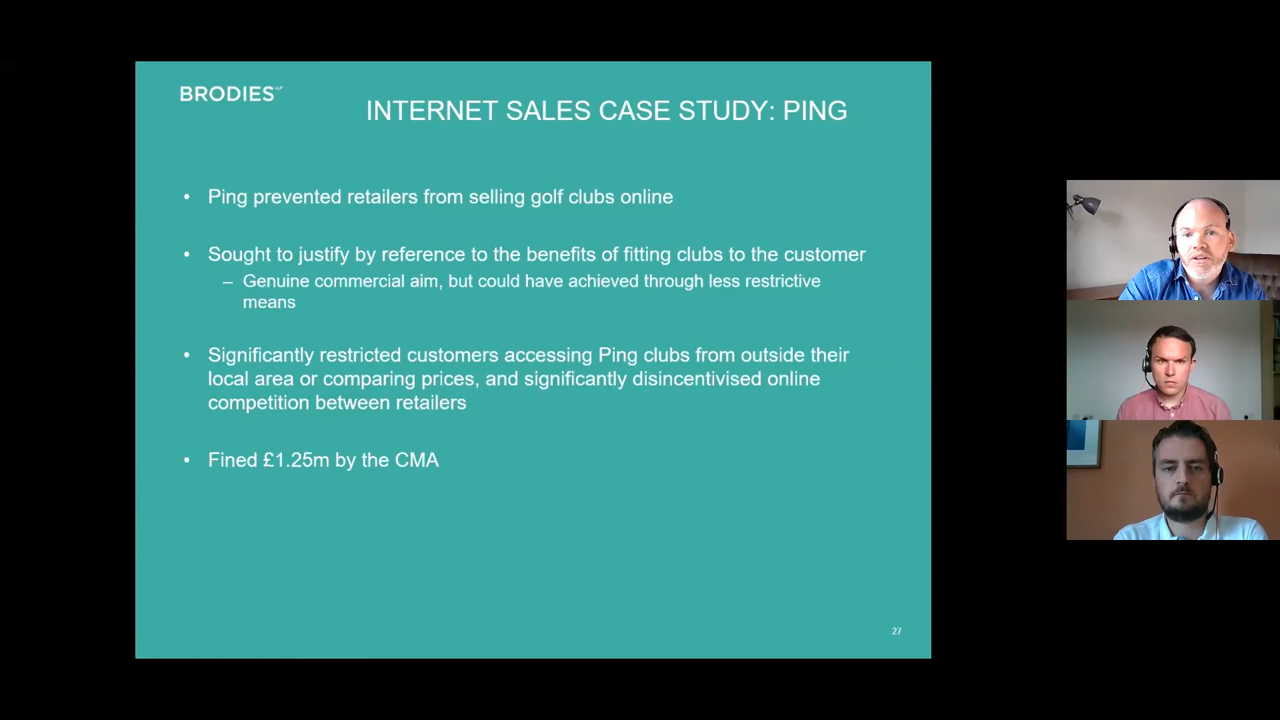 BRODIES LLP
INTERNET SALES CASE STUDY: PING
• Ping prevented retailers from selling golf clubs online
• Sought to justify by reference to the benefits of fitting clubs to the customer
– Genuine commercial aim, but could have achieved through less restrictive
means
• Significantly restricted customers accessing Ping clubs from outside their
local area or comparing prices, and significantly disincentivised online
competition between retailers
• Fined £1.25m by the CMA
27